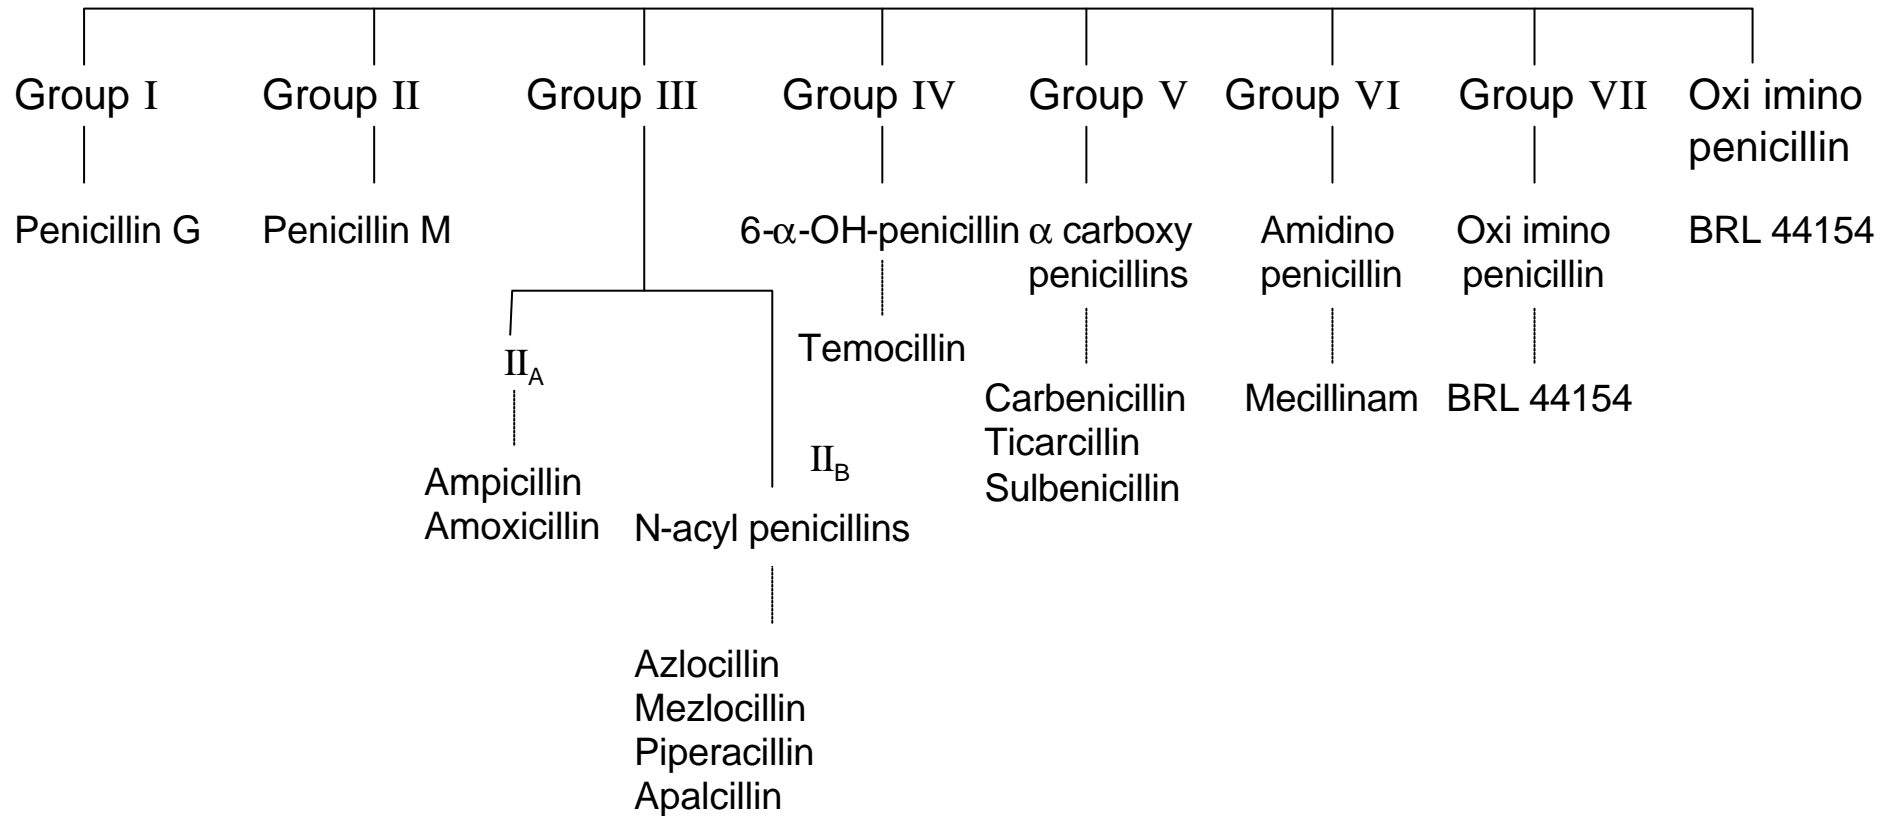 Group I
Group II
Group III
Group IV
Group V
Group VI
Group VII
Oxi imino
penicillin
Penicillin G
Penicillin M
6-α-OH-penicillin
α carboxy
penicillins
Amidino
penicillin
Oxi imino
penicillin
BRL 44154
II_A
Temocillin
Carbenicillin
Ticarcillin
Sulbenicillin
Mecillinam
BRL 44154
Ampicillin
Amoxicillin
II_B
N-acyl penicillins
Azlocillin
Mezlocillin
Piperacillin
Apalcillin